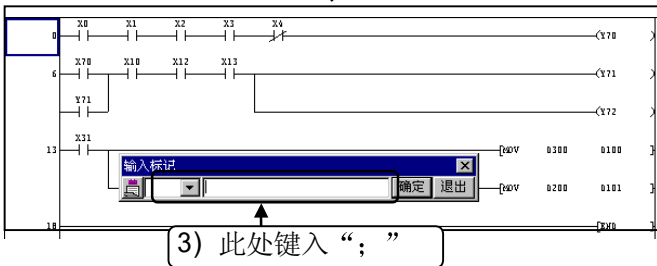 X0 X1 X2 X3 X4
0 (Y70 )
X70 X10 X12 X13
6 (Y71 )
Y71
(Y72 )
X31
13 [MOV D300 D100 ]
输入标记
确定 退出
[MOV D200 D101 ]
18 [END ]
3) 此处键入“；”